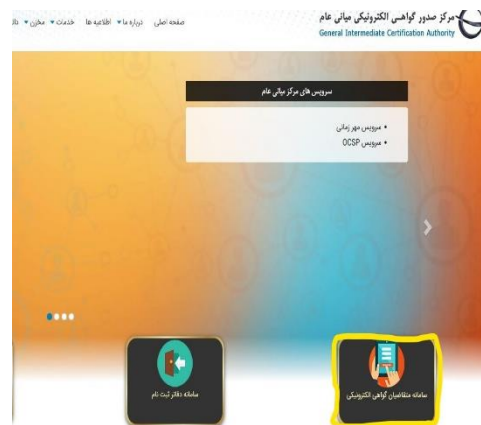 مرکز صدور گواهی الکترونیکی میانی عام
General Intermediate Certification Authority
صفحه اصلی درباره ما اطلاعیه ها خدمات مخزن
سرویس های مرکز میانی عام
• سرویس مهر زمانی
• سرویس OCSP
سامانه متقاضیان گواهی الکترونیکی
سامانه دفاتر ثبت نام